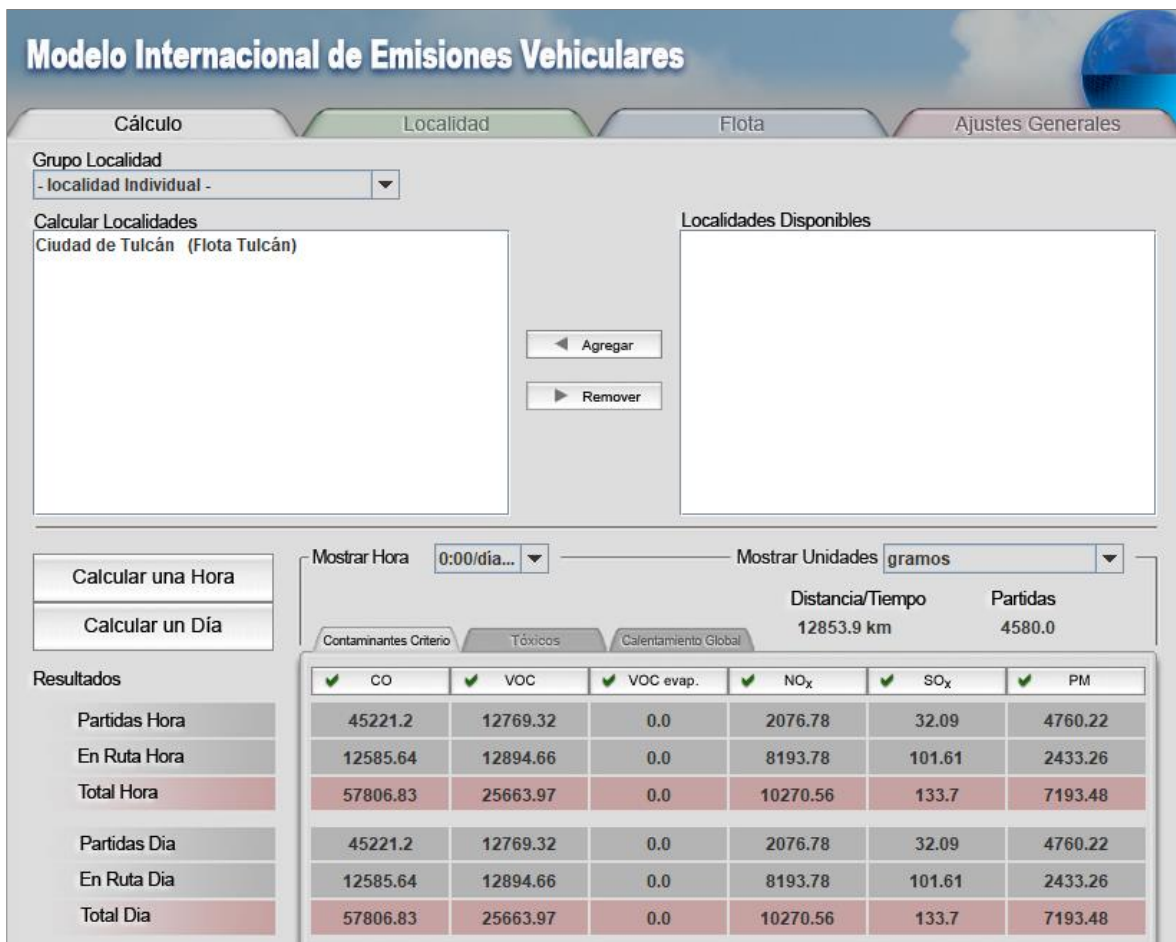 Modelo Internacional de Emisiones Vehiculares
Cálculo Localidad Flota Ajustes Generales
Grupo Localidad
- localidad Individual -
Calcular Localidades Localidades Disponibles
Ciudad de Tulcán (Flota Tulcán)
Agregar
Remover
Calcular una Hora
Calcular un Día
Mostrar Hora 0:00/día... Mostrar Unidades gramos
Distancia/Tiempo Partidas
12853.9 km 4580.0
Contaminantes Criterio Tóxicos Calentamiento Global
Resultados CO VOC VOC evap. NOx SOx PM
Partidas Hora 45221.2 12769.32 0.0 2076.78 32.09 4760.22
En Ruta Hora 12585.64 12894.66 0.0 8193.78 101.61 2433.26
Total Hora 57806.83 25663.97 0.0 10270.56 133.7 7193.48
Partidas Dia 45221.2 12769.32 0.0 2076.78 32.09 4760.22
En Ruta Dia 12585.64 12894.66 0.0 8193.78 101.61 2433.26
Total Dia 57806.83 25663.97 0.0 10270.56 133.7 7193.48